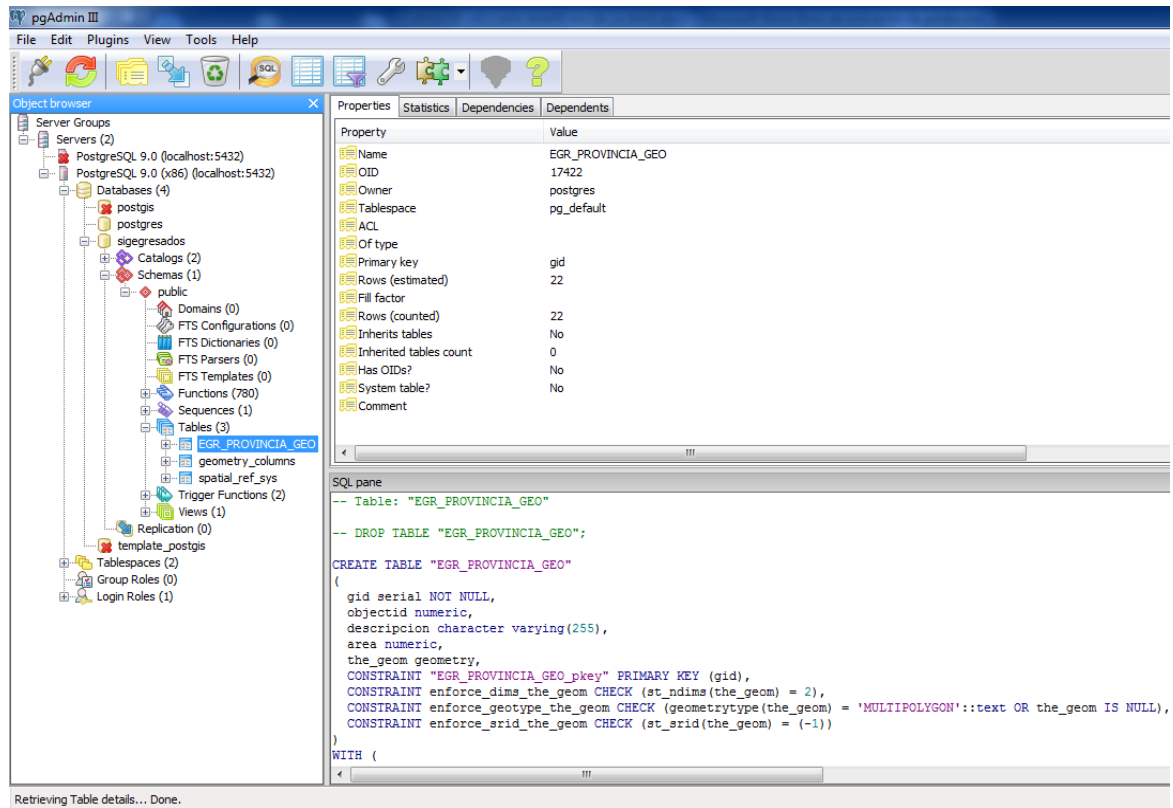 pgAdmin III
File Edit Plugins View Tools Help
SQL
Object browser
Server Groups
Servers (2)
PostgreSQL 9.0 (localhost:5432)
PostgreSQL 9.0 (x86) (localhost:5432)
Databases (4)
postgis
postgres
sigegresados
Catalogs (2)
Schemas (1)
public
Domains (0)
FTS Configurations (0)
FTS Dictionaries (0)
FTS Parsers (0)
FTS Templates (0)
Functions (780)
Sequences (1)
Tables (3)
EGR_PROVINCIA_GEO
geometry_columns
spatial_ref_sys
Trigger Functions (2)
Views (1)
Replication (0)
template_postgis
Tablespaces (2)
Group Roles (0)
Login Roles (1)
Properties Statistics Dependencies Dependents
Property Value
Name EGR_PROVINCIA_GEO
OID 17422
Owner postgres
Tablespace pg_default
ACL
Of type
Primary key gid
Rows (estimated) 22
Fill factor
Rows (counted) 22
Inherits tables No
Inherited tables count 0
Has OIDs? No
System table? No
Comment
SQL pane
-- Table: "EGR_PROVINCIA_GEO"
-- DROP TABLE "EGR_PROVINCIA_GEO";
CREATE TABLE "EGR_PROVINCIA_GEO"
(
gid serial NOT NULL,
objectid numeric,
descripcion character varying(255),
area numeric,
the_geom geometry,
CONSTRAINT "EGR_PROVINCIA_GEO_pkey" PRIMARY KEY (gid),
CONSTRAINT enforce_dims_the_geom CHECK (st_ndims(the_geom) = 2),
CONSTRAINT enforce_geotype_the_geom CHECK (geometrytype(the_geom) = 'MULTIPOLYGON'::text OR the_geom IS NULL),
CONSTRAINT enforce_srid_the_geom CHECK (st_srid(the_geom) = (-1))
)
WITH (
Retrieving Table details... Done.